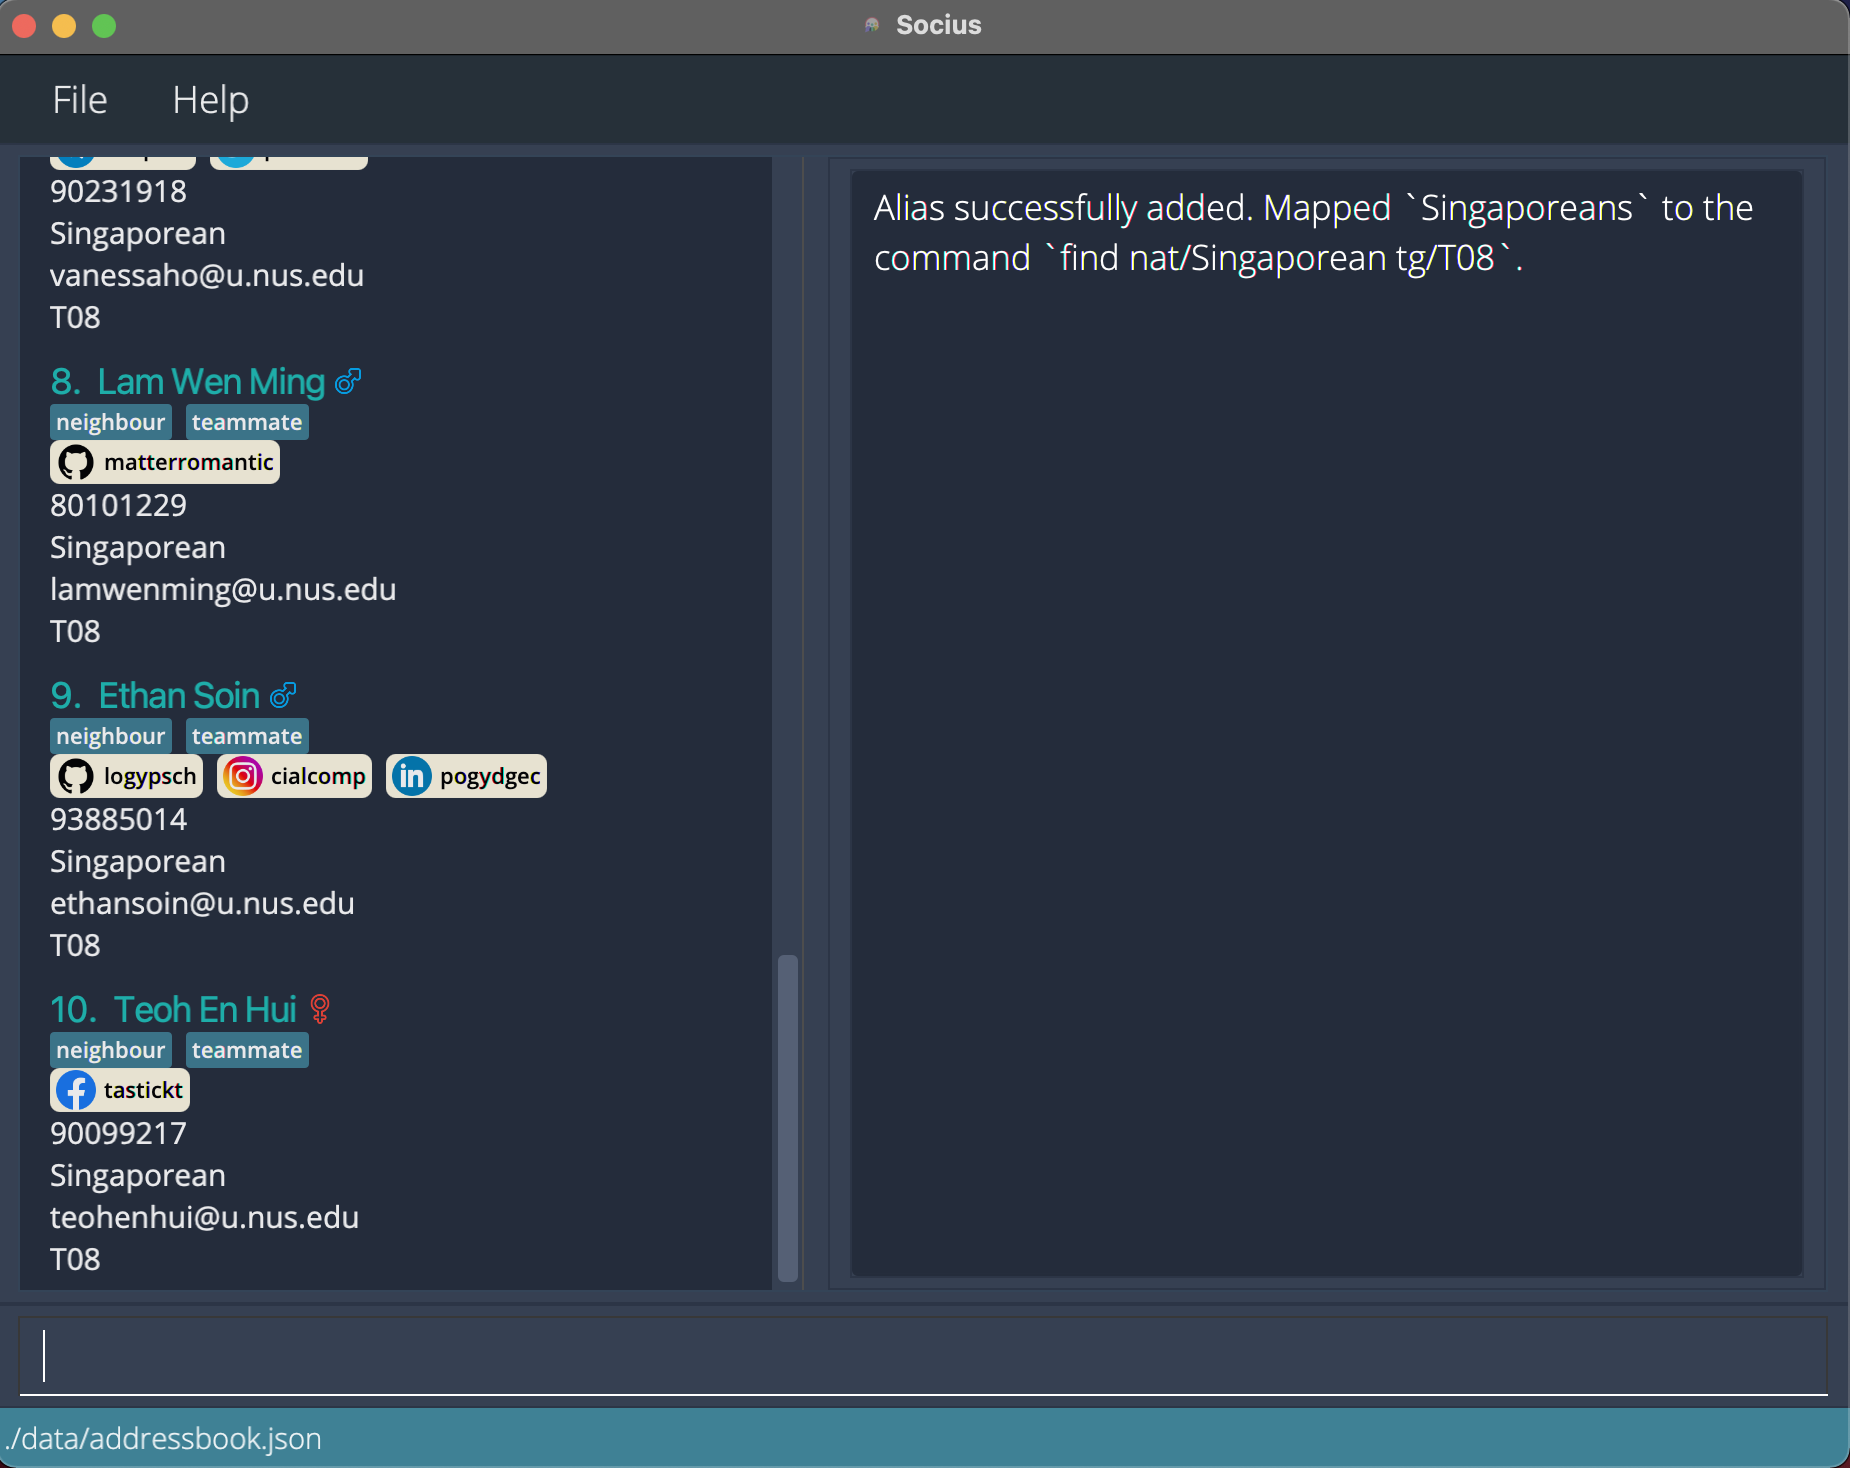 Socius
File Help
90231918
Singaporean
vanessaho@u.nus.edu
T08
8. Lam Wen Ming
neighbour teammate
matterromantic
80101229
Singaporean
lamwenming@u.nus.edu
T08
9. Ethan Soin
neighbour teammate
logypsch cialcomp pogydgec
93885014
Singaporean
ethansoin@u.nus.edu
T08
10. Teoh En Hui
neighbour teammate
tastickt
90099217
Singaporean
teohenhui@u.nus.edu
T08
Alias successfully added. Mapped `Singaporeans` to the
command `find nat/Singaporean tg/T08`.
./data/addressbook.json